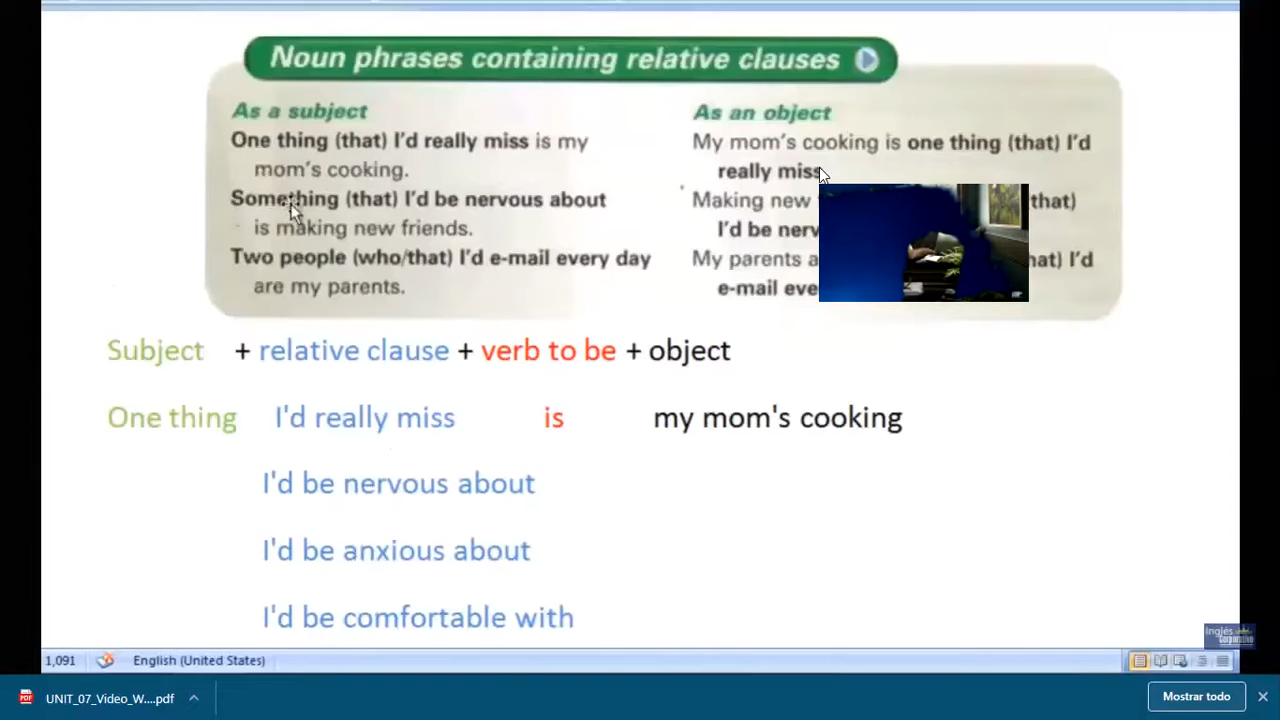 Noun phrases containing relative clauses
As a subject
One thing (that) I'd really miss is my
mom's cooking.
Something (that) I'd be nervous about
is making new friends.
Two people (who/that) I'd e-mail every day
are my parents.
As an object
My mom's cooking is one thing (that) I'd
really miss
Making new
that)
I'd be nerv
My parents a
hat) I'd
e-mail eve
Subject + relative clause + verb to be + object
One thing I'd really miss is my mom's cooking
I'd be nervous about
I'd be anxious about
I'd be comfortable with
Inglés
Corporativo
1,091 English (United States)
UNIT_07_Video_W....pdf
Mostrar todo